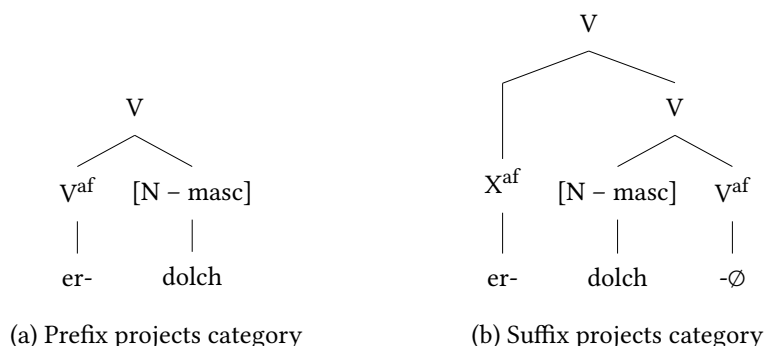 V
V
V
V^af [N – masc]
X^af [N – masc] V^af
er- dolch
er- dolch -∅
(a) Prefix projects category
(b) Suffix projects category